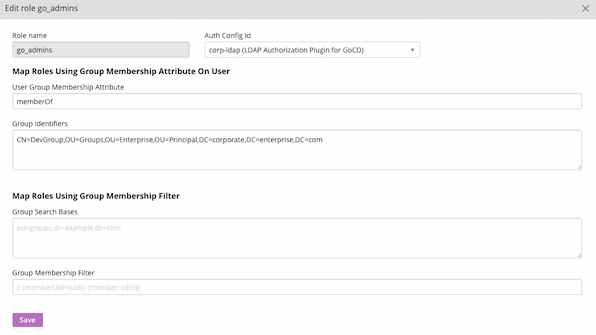 Edit role go_admins
Role name
Auth Config Id
go_admins
corp-ldap (LDAP Authorization Plugin for GoCD)
Map Roles Using Group Membership Attribute On User
User Group Membership Attribute
memberOf
Group Identifiers
CN=DevGroup,OU=Groups,OU=Enterprise,OU=Principal,DC=corporate,DC=enterprise,DC=com
Map Roles Using Group Membership Filter
Group Search Bases
ou=groups,dc=example,dc=com
Group Membership Filter
(| (memberUid={uid}) (member={dn}))
Save